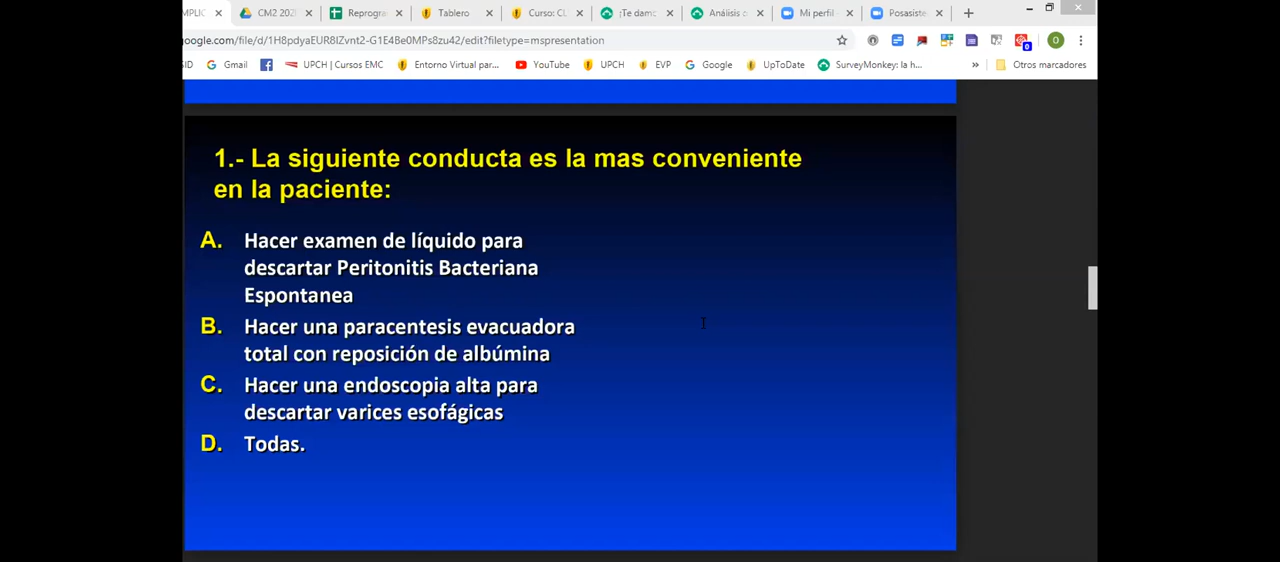 MPLIC
CM2 202
Reprogra
Tablero
Curso: CL
¡Te damo
Análisis o
Mi perfil
Posasiste
google.com/file/d/1H8pdyaEUR8lZvnt2-G1E4Be0MPs8zu42/edit?filetype=mspresentation
SID
Gmail
UPCH | Cursos EMC
Entorno Virtual par...
YouTube
UPCH
EVP
Google
UpToDate
SurveyMonkey: la h...
»
Otros marcadores
1.- La siguiente conducta es la mas conveniente
en la paciente:
A. Hacer examen de líquido para
descartar Peritonitis Bacteriana
Espontanea
B. Hacer una paracentesis evacuadora
total con reposición de albúmina
C. Hacer una endoscopia alta para
descartar varices esofágicas
D. Todas.